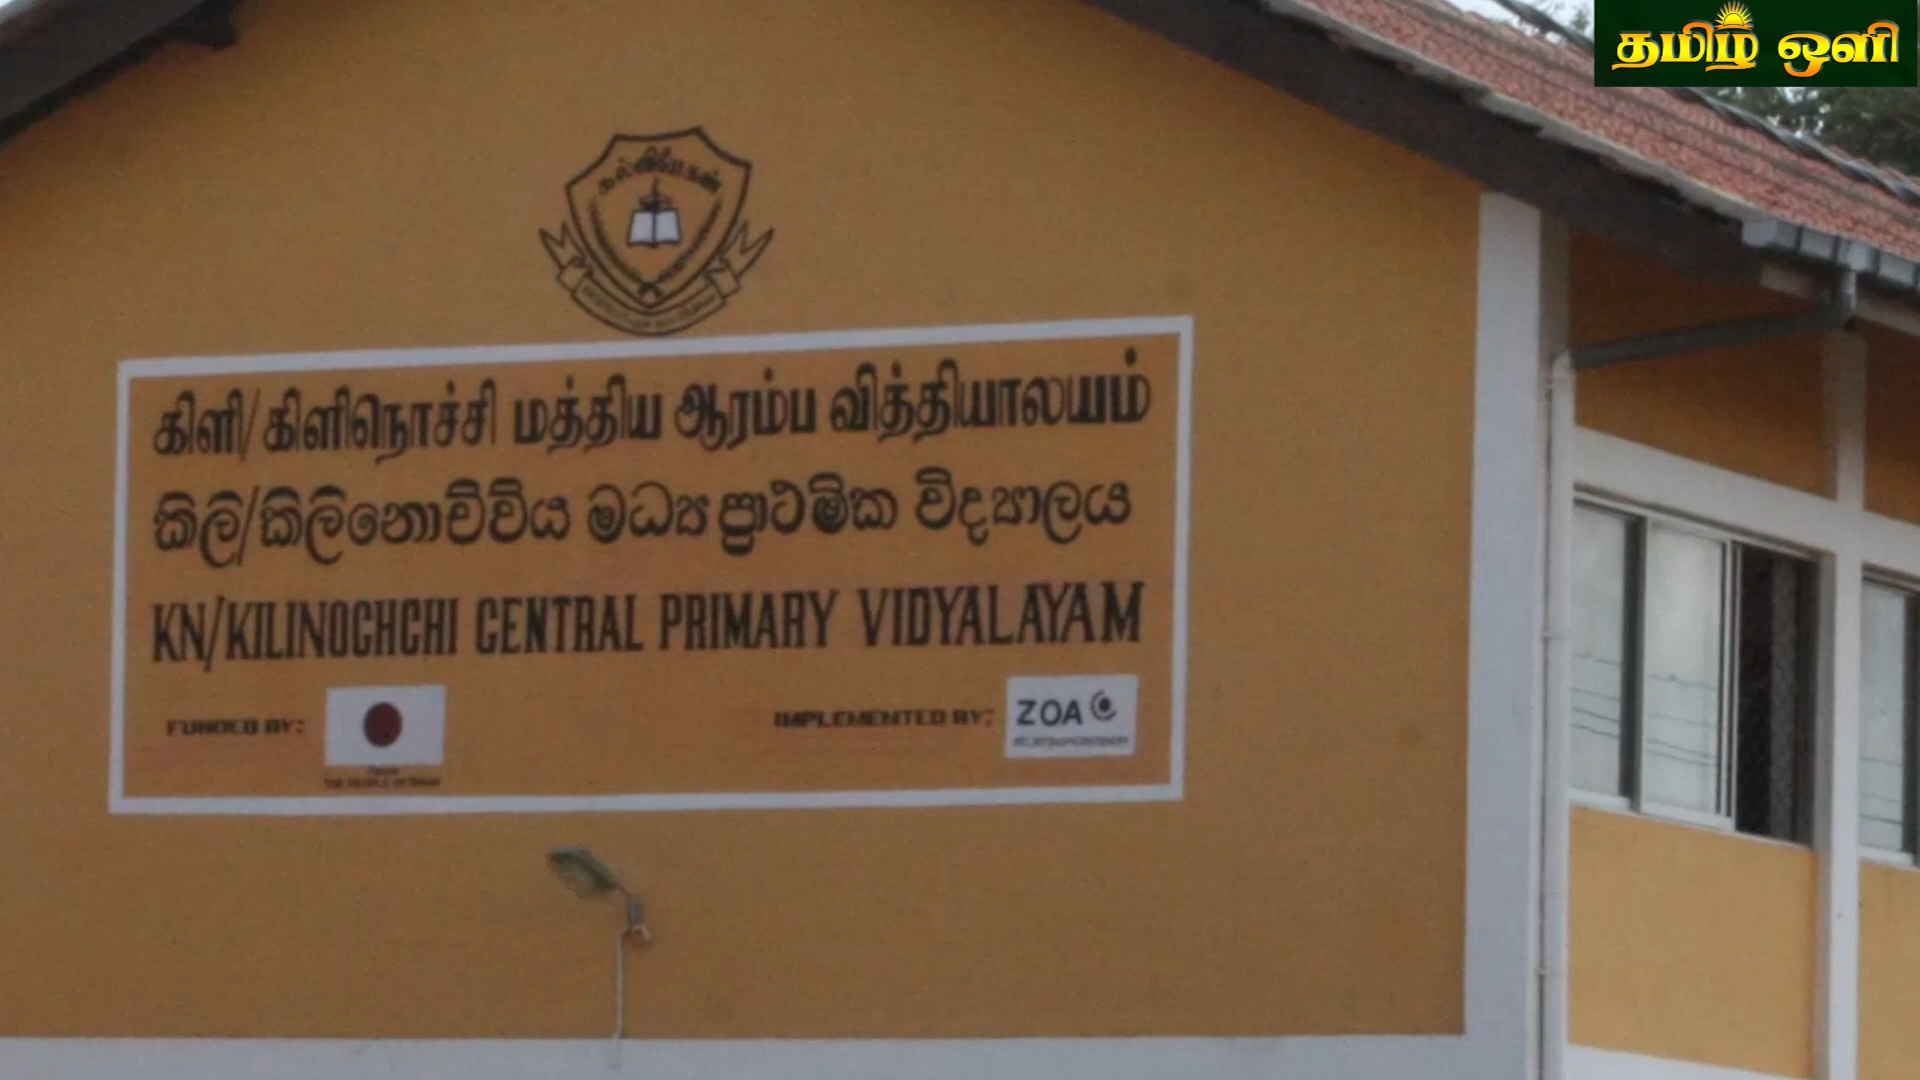 தமிழ் ஒளி
கிளி/கிளிநொச்சி மத்திய ஆரம்ப வித்தியாலயம்
කිලි/කිලිනොච්චිය මධ්‍ය ප්‍රාථමික විද්‍යාලය
KN/KILINOCHCHI CENTRAL PRIMARY VIDYALAYAM
FUNDED BY:
IMPLEMENTED BY:
ZOA